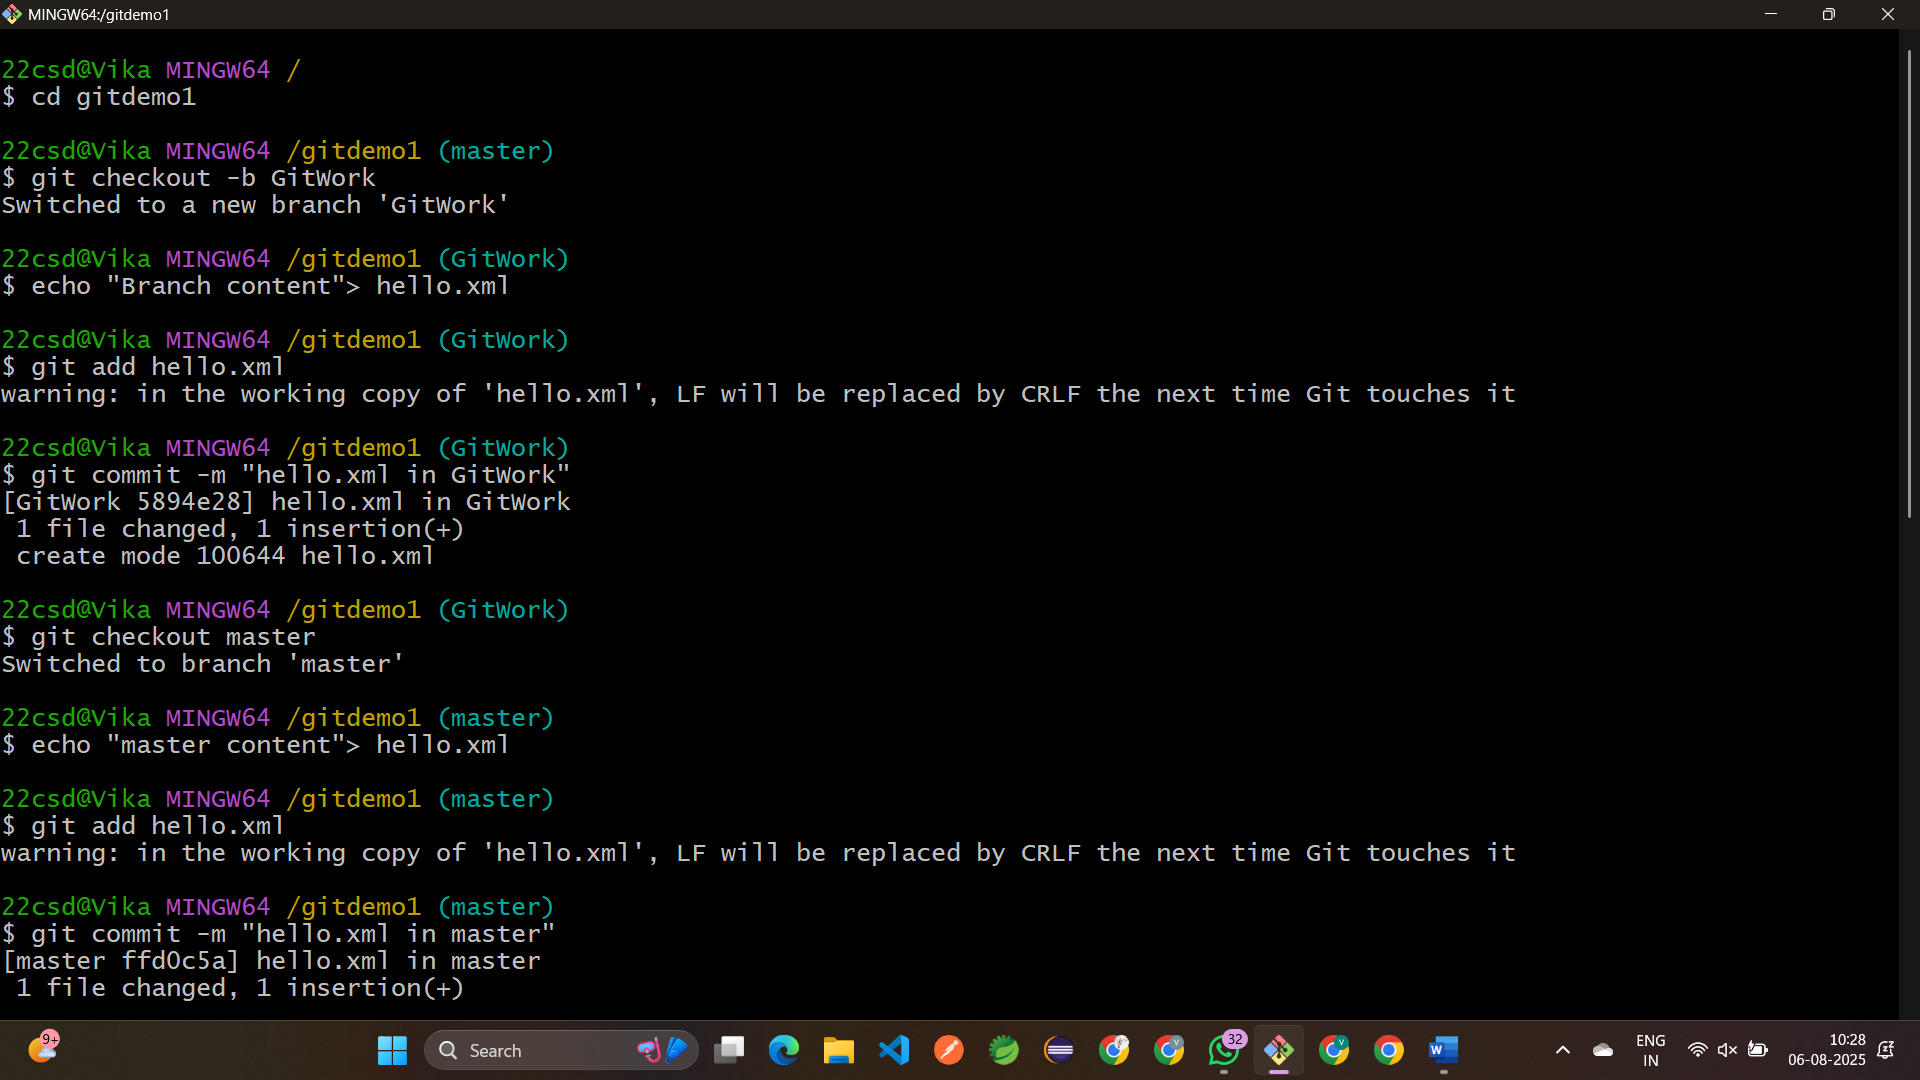 MINGW64:/gitdemo1
22csd@Vika MINGW64 /
$ cd gitdemo1
22csd@Vika MINGW64 /gitdemo1 (master)
$ git checkout -b GitWork
Switched to a new branch 'GitWork'
22csd@Vika MINGW64 /gitdemo1 (GitWork)
$ echo "Branch content"> hello.xml
22csd@Vika MINGW64 /gitdemo1 (GitWork)
$ git add hello.xml
warning: in the working copy of 'hello.xml', LF will be replaced by CRLF the next time Git touches it
22csd@Vika MINGW64 /gitdemo1 (GitWork)
$ git commit -m "hello.xml in GitWork"
[GitWork 5894e28] hello.xml in GitWork
1 file changed, 1 insertion(+)
create mode 100644 hello.xml
22csd@Vika MINGW64 /gitdemo1 (GitWork)
$ git checkout master
Switched to branch 'master'
22csd@Vika MINGW64 /gitdemo1 (master)
$ echo "master content"> hello.xml
22csd@Vika MINGW64 /gitdemo1 (master)
$ git add hello.xml
warning: in the working copy of 'hello.xml', LF will be replaced by CRLF the next time Git touches it
22csd@Vika MINGW64 /gitdemo1 (master)
$ git commit -m "hello.xml in master"
[master ffd0c5a] hello.xml in master
1 file changed, 1 insertion(+)
9+
Search
32
ENG
IN
10:28
06-08-2025